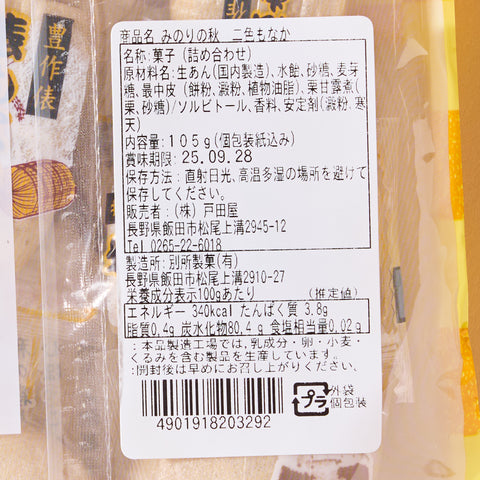 商品名 みのりの秋 二色もなか
名称:菓子 (詰め合わせ)
原材料名:生あん(国内製造)、水飴、砂糖、麦芽
糖、最中皮 (餅粉、澱粉、植物油脂)、栗甘露煮(
栗、砂糖)/ソルビトール、香料、安定剤(澱粉、寒
天)
内容量:105g(個包装紙込み)
賞味期限:25.09.28
保存方法:直射日光、高温多湿の場所を避けて
保存してください。
販売者:(株)戸田屋
長野県飯田市松尾上溝2945-12
Tel 0265-22-6018
製造所:別所製菓(有)
長野県飯田市松尾上溝2910-27
栄養成分表示100gあたり (推定値)
エネルギー 340kcal たんぱく質 3.8g
脂質0.4g 炭水化物80.4g 食塩相当量0.02g
:本品製造工場では、乳成分・卵・小麦・
くるみを含む製品を生産しています。
:開封後は早めにお召し上がりください。
4901918203292
プラ
外袋
個包装
豊作俵